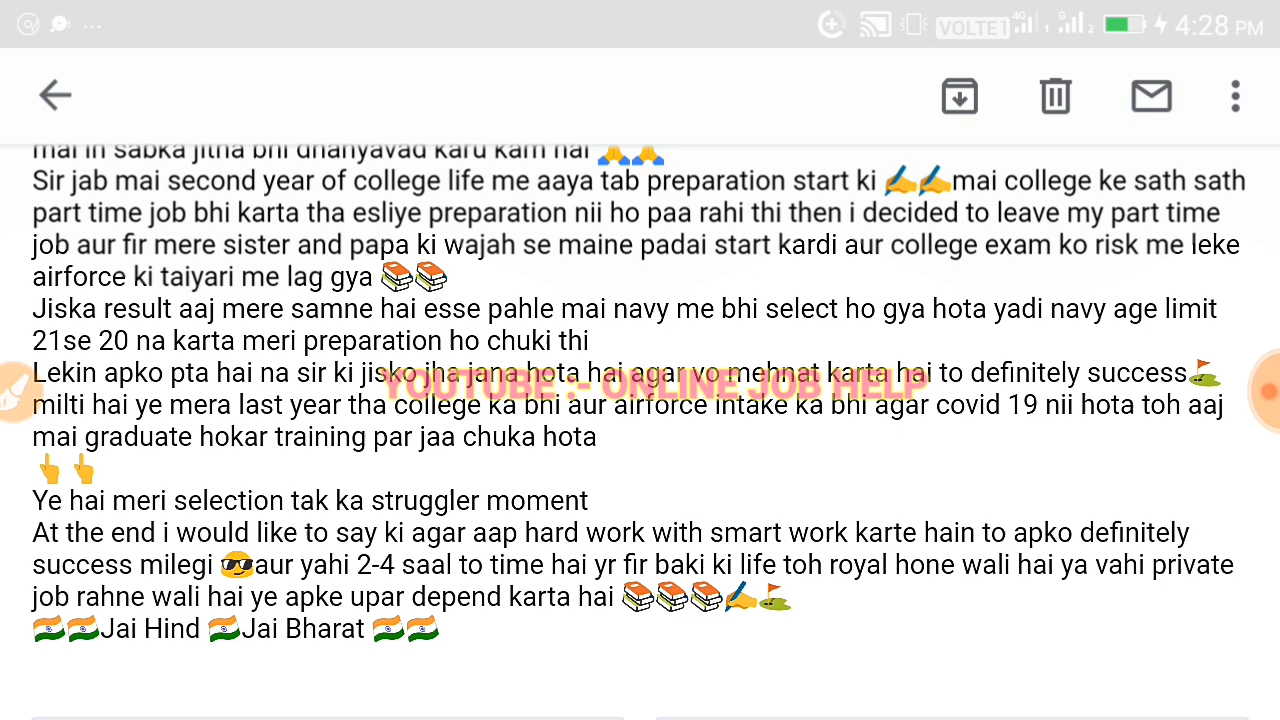 VOLTE1 4G 1 G 2 4:28 PM
mai in sabka jitna bhi dhanyavad karu kam hai 🙏🙏
Sir jab mai second year of college life me aaya tab preparation start ki ✍️✍️mai college ke sath sath
part time job bhi karta tha esliye preparation nii ho paa rahi thi then i decided to leave my part time
job aur fir mere sister and papa ki wajah se maine padai start kardi aur college exam ko risk me leke
airforce ki taiyari me lag gya 📚📚
Jiska result aaj mere samne hai esse pahle mai navy me bhi select ho gya hota yadi navy age limit
21se 20 na karta meri preparation ho chuki thi
Lekin apko pta hai na sir ki jisko jha jana hota hai agar vo mehnat karta hai to definitely success⛳
YOUTUBE :- ONLINE JOB HELP
milti hai ye mera last year tha college ka bhi aur airforce intake ka bhi agar covid 19 nii hota toh aaj
mai graduate hokar training par jaa chuka hota
👆👆
Ye hai meri selection tak ka struggler moment
At the end i would like to say ki agar aap hard work with smart work karte hain to apko definitely
success milegi 😎aur yahi 2-4 saal to time hai yr fir baki ki life toh royal hone wali hai ya vahi private
job rahne wali hai ye apke upar depend karta hai 📚📚📚✍️⛳
🇮🇳🇮🇳Jai Hind 🇮🇳Jai Bharat 🇮🇳🇮🇳